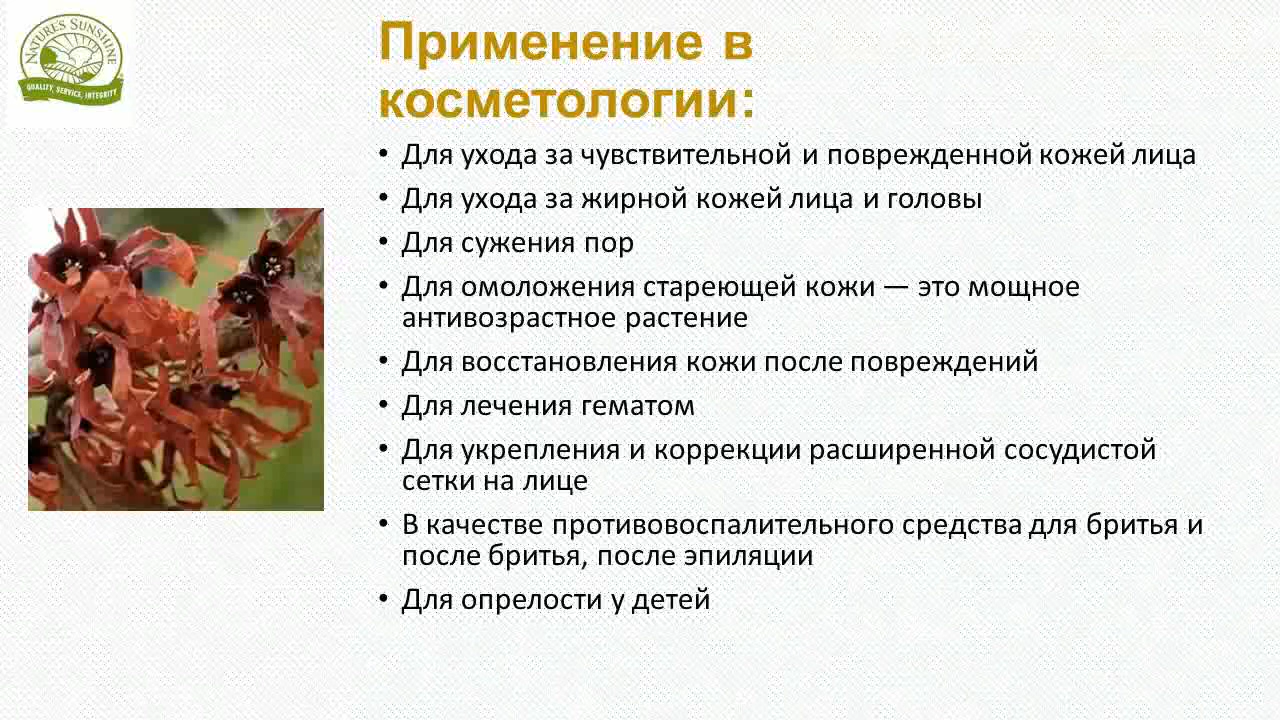 NATURE'S SUNSHINE
QUALITY, SERVICE, INTEGRITY
Применение в
косметологии:
• Для ухода за чувствительной и поврежденной кожей лица
• Для ухода за жирной кожей лица и головы
• Для сужения пор
• Для омоложения стареющей кожи — это мощное
антивозрастное растение
• Для восстановления кожи после повреждений
• Для лечения гематом
• Для укрепления и коррекции расширенной сосудистой
сетки на лице
• В качестве противовоспалительного средства для бритья и
после бритья, после эпиляции
• Для опрелости у детей